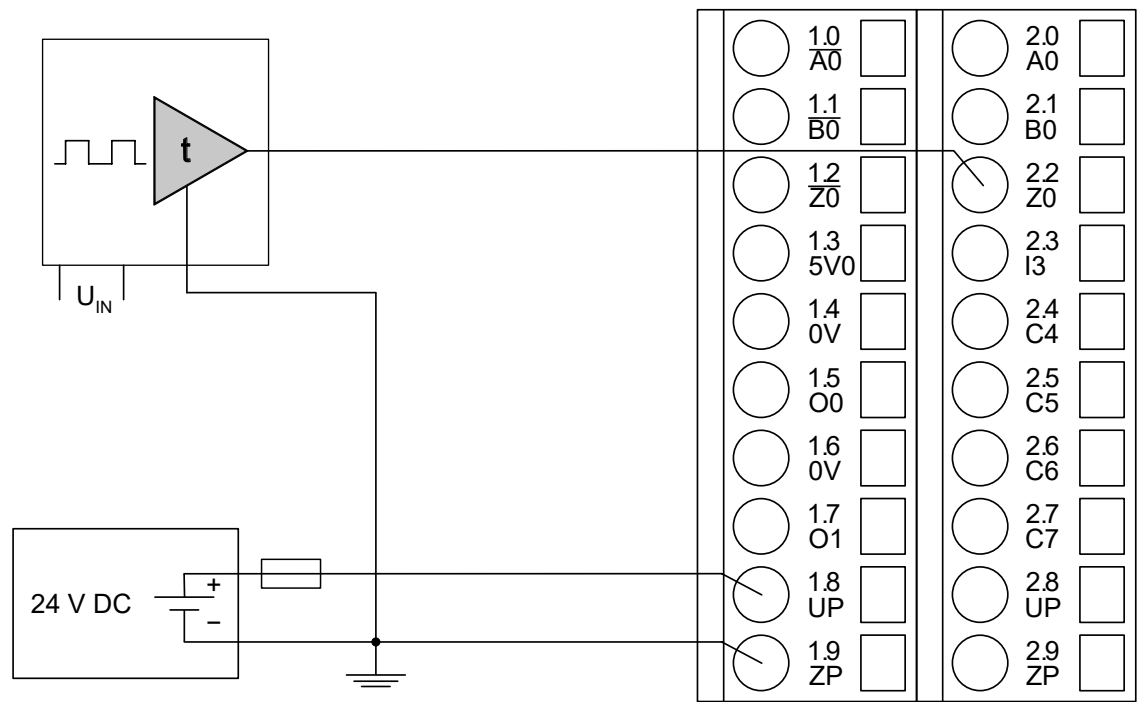 t
U_IN
24 V DC
+
–
1.0
A̅0̅
1.1
B̅0̅
1.2
Z̅0̅
1.3
5V0
1.4
0V
1.5
O0
1.6
0V
1.7
O1
1.8
UP
1.9
ZP
2.0
A0
2.1
B0
2.2
Z0
2.3
I3
2.4
C4
2.5
C5
2.6
C6
2.7
C7
2.8
UP
2.9
ZP